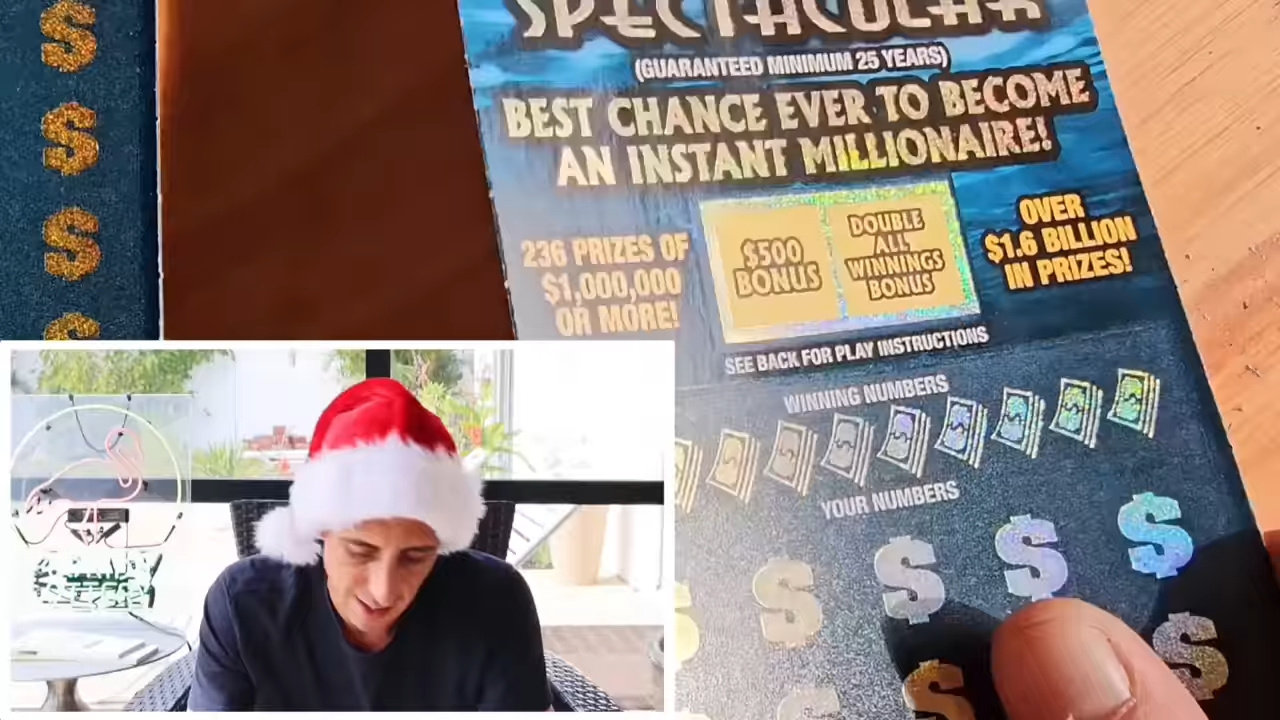 SPECTACULAR
(GUARANTEED MINIMUM 25 YEARS)
BEST CHANCE EVER TO BECOME
AN INSTANT MILLIONAIRE!
236 PRIZES OF
$1,000,000
OR MORE!
$500
BONUS
DOUBLE
ALL
WINNINGS
BONUS
OVER
$1.6 BILLION
IN PRIZES!
SEE BACK FOR PLAY INSTRUCTIONS
WINNING NUMBERS
YOUR NUMBERS